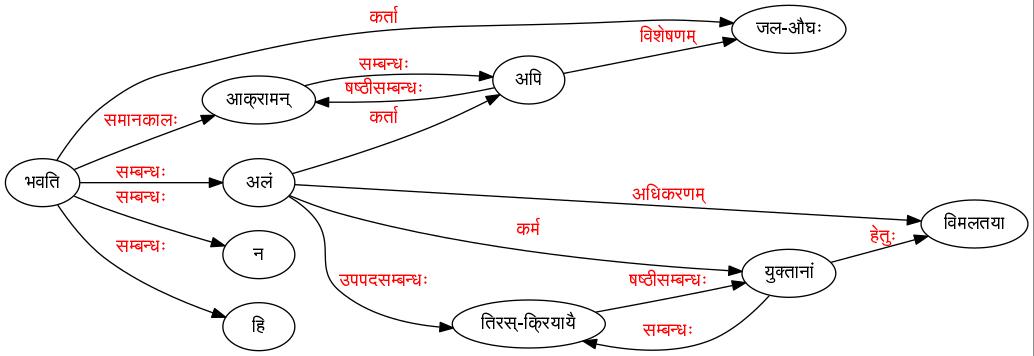 कर्ता
जल-औघः
विशेषणम्
सम्बन्धः
अपि
षष्ठीसम्बन्धः
आक्रामन्
कर्ता
समानकालः
सम्बन्धः
भवति
अलं
सम्बन्धः
अधिकरणम्
विमलतया
कर्म
हेतुः
सम्बन्धः
न
युक्तानां
उपपदसम्बन्धः
षष्ठीसम्बन्धः
हि
तिरस्-क्रियायै
सम्बन्धः